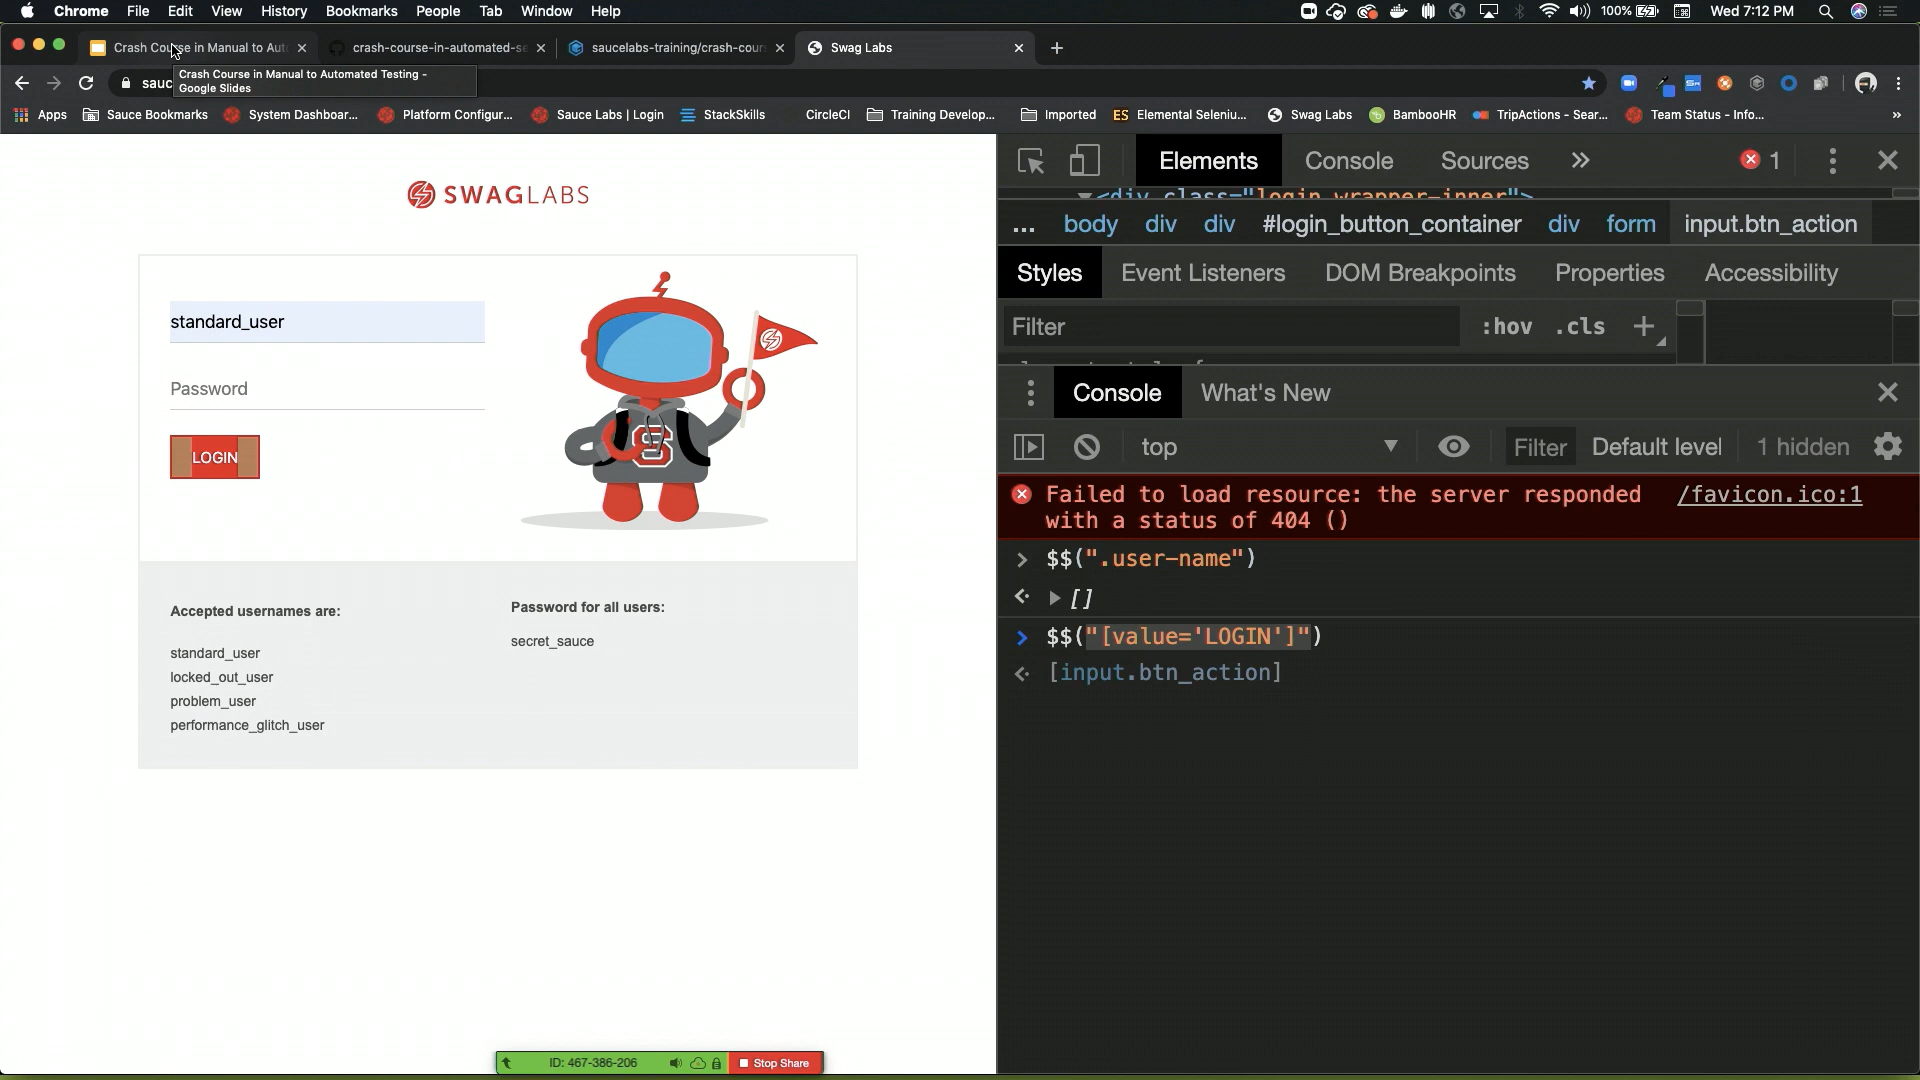 Chrome File Edit View History Bookmarks People Tab Window Help 100% Wed 7:12 PM
Crash Course in Manual to Aut crash-course-in-automated-se saucelabs-training/crash-cour Swag Labs
sauc
Crash Course in Manual to Automated Testing -
Google Slides
Apps Sauce Bookmarks System Dashboar... Platform Configur... Sauce Labs | Login StackSkills CircleCI Training Develop... Imported ES Elemental Seleniu... Swag Labs BambooHR TripActions - Sear... Team Status - Info... »
SWAGLABS
standard_user
Password
LOGIN
S
Accepted usernames are:
standard_user
locked_out_user
problem_user
performance_glitch_user
Password for all users:
secret_sauce
Elements Console Sources » 1
<div class="login_wrapper-inner">
... body div div #login_button_container div form input.btn_action
Styles Event Listeners DOM Breakpoints Properties Accessibility
Filter :hov .cls +
Console What's New
top Filter Default level 1 hidden
Failed to load resource: the server responded /favicon.ico:1
with a status of 404 ()
> $$(".user-name")
[]
> $$("[value='LOGIN']")
[input.btn_action]
ID: 467-386-206 Stop Share